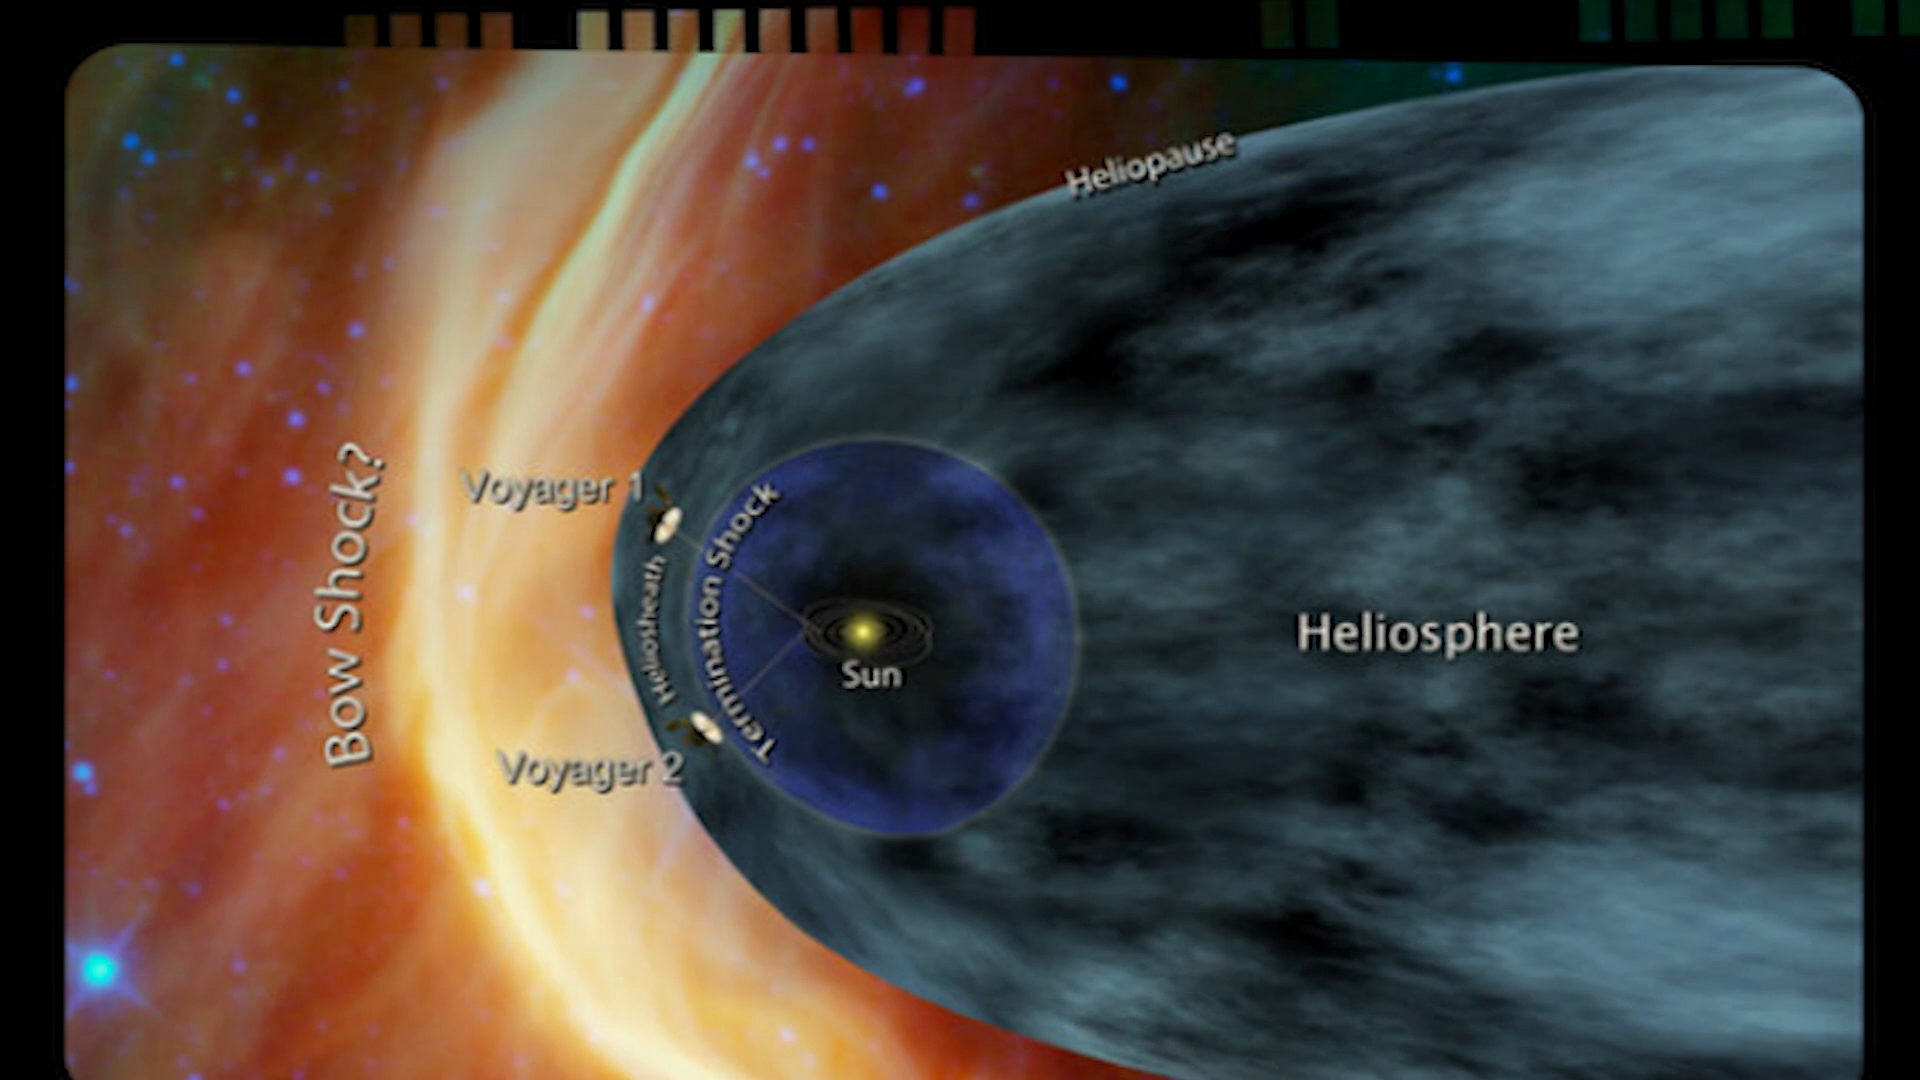 Heliopause
Voyager 1
Bow Shock?
Heliosheath
Termination Shock
Sun
Heliosphere
Voyager 2